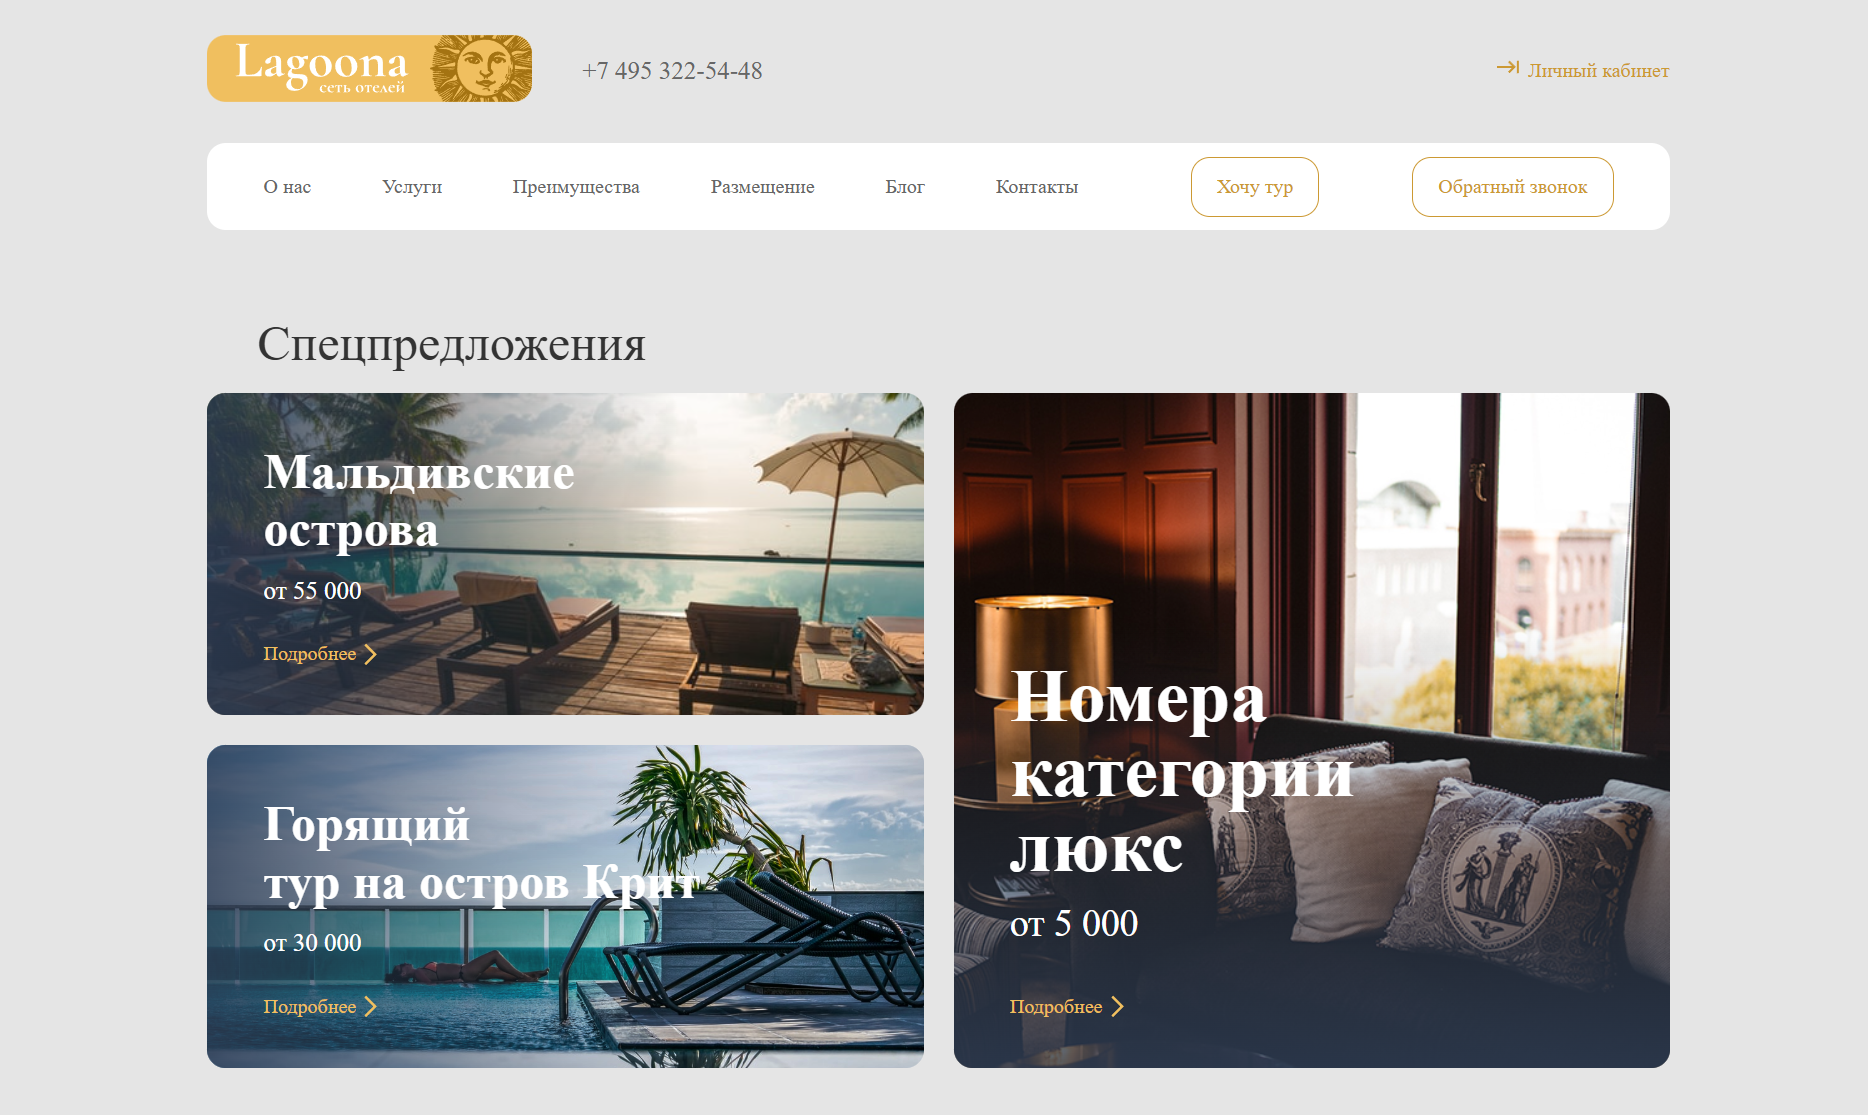 Lagoona
сеть отелей
+7 495 322-54-48
Личный кабинет
О нас
Услуги
Преимущества
Размещение
Блог
Контакты
Хочу тур
Обратный звонок
Спецпредложения
Мальдивские
острова
от 55 000
Подробнее
Горящий
тур на остров Крит
от 30 000
Подробнее
Номера
категории
люкс
от 5 000
Подробнее